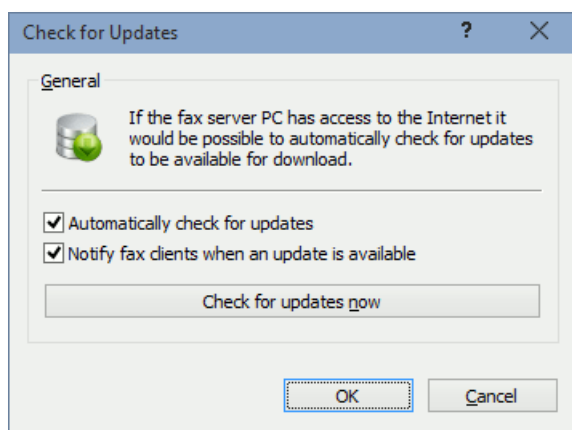 Check for Updates
?
General
If the fax server PC has access to the Internet it
would be possible to automatically check for updates
to be available for download.
Automatically check for updates
Notify fax clients when an update is available
Check for updates now
OK
Cancel